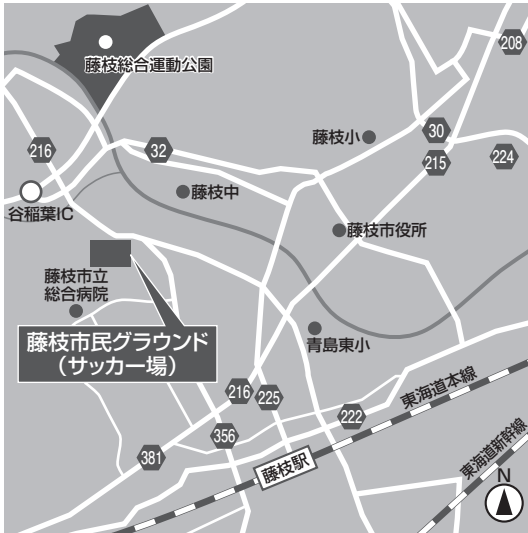 208
藤枝総合運動公園
30
藤枝小
216
32
215
224
藤枝中
谷稲葉IC
藤枝市役所
藤枝市立
総合病院
藤枝市民グラウンド
（サッカー場）
青島東小
216
225
東海道本線
222
356
381
東海道新幹線
藤枝駅
N